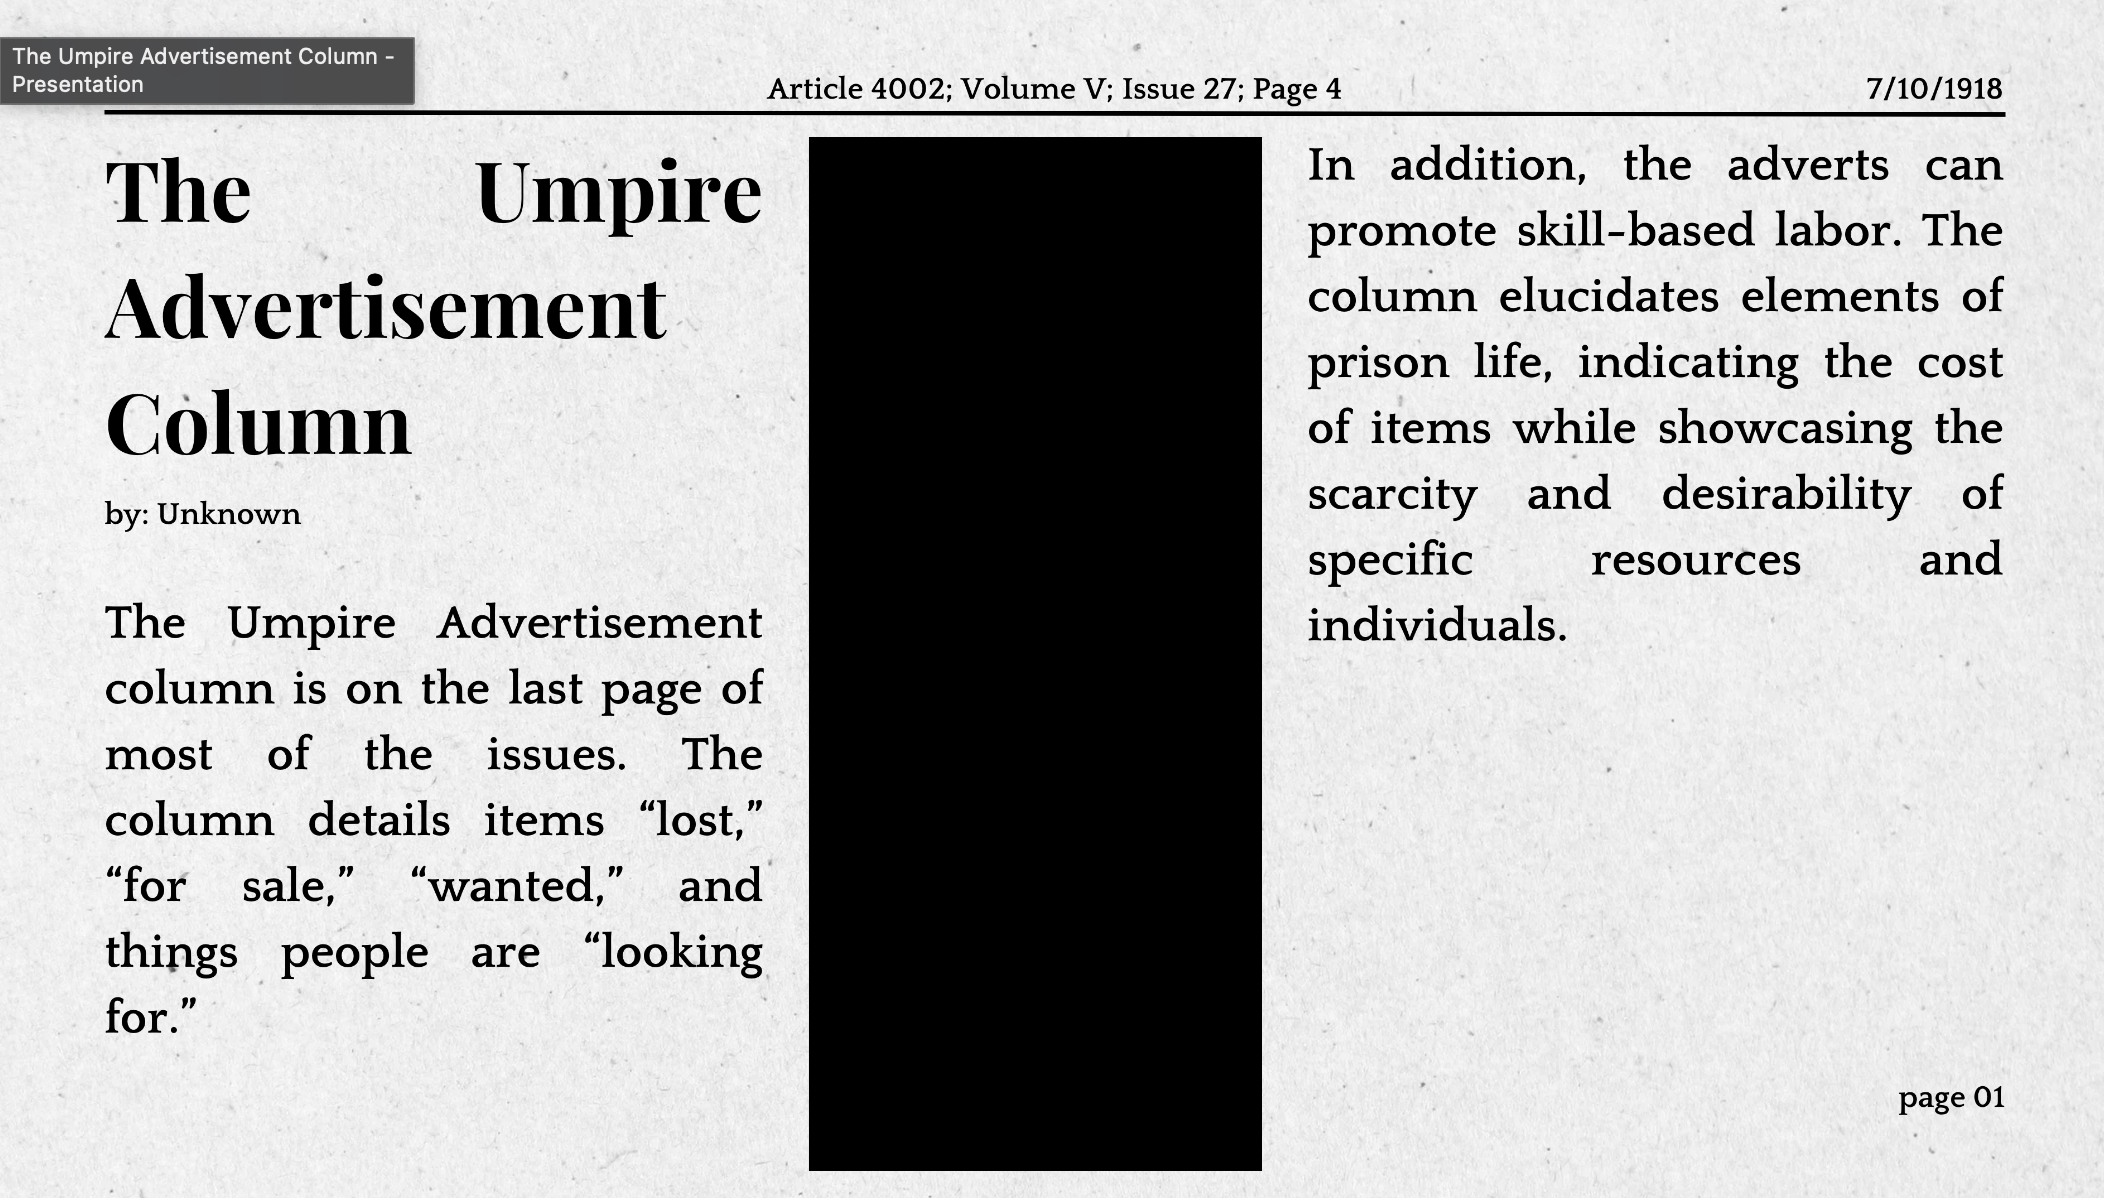 The Umpire Advertisement Column -
Presentation
Article 4002; Volume V; Issue 27; Page 4
7/10/1918
The Umpire
Advertisement
Column
by: Unknown
The Umpire Advertisement
column is on the last page of
most of the issues. The
column details items “lost,”
“for sale,” “wanted,” and
things people are “looking
for.”
In addition, the adverts can
promote skill-based labor. The
column elucidates elements of
prison life, indicating the cost
of items while showcasing the
scarcity and desirability of
specific resources and
individuals.
page 01